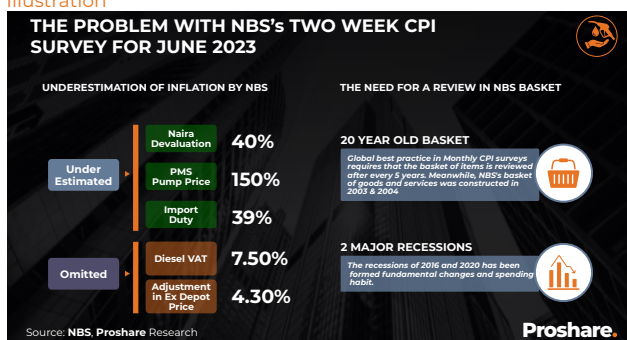 Illustration
THE PROBLEM WITH NBS's TWO WEEK CPI
SURVEY FOR JUNE 2023
UNDERESTIMATION OF INFLATION BY NBS
Under
Estimated
Naira
Devaluation
40%
PMS
Pump Price
150%
Import
Duty
39%
Omitted
Diesel VAT
7.50%
Adjustment
in Ex Depot
Price
4.30%
THE NEED FOR A REVIEW IN NBS BASKET
20 YEAR OLD BASKET
Global best practice in Monthly CPI surveys
requires that the basket of items is reviewed
after every 5 years. Meanwhile, NBS's basket
of goods and services was constructed in
2003 & 2004
2 MAJOR RECESSIONS
The recessions of 2016 and 2020 has been
formed fundamental changes and spending
habit.
Source: NBS, Proshare Research
Proshare.